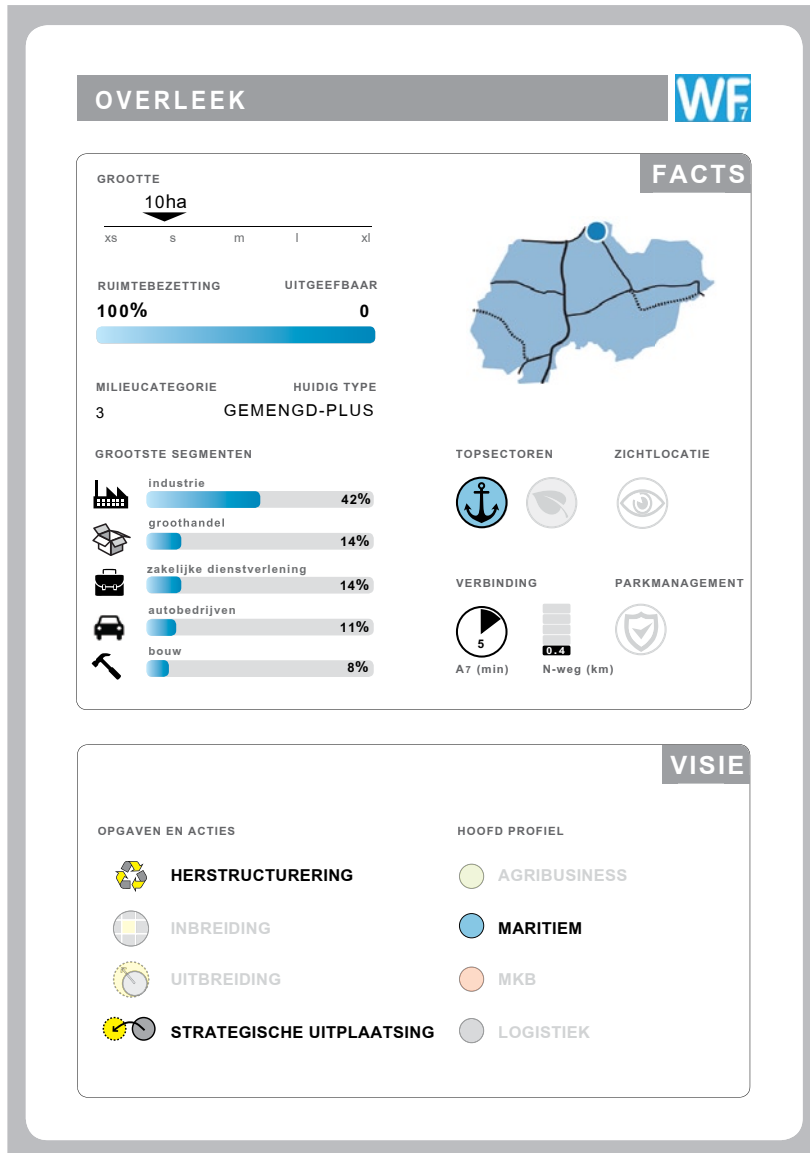 OVERLEEK
WF7
FACTS
GROOTTE
10ha
xs s m l xl
RUIMTEBEZETTING UITGEEFBAAR
100% 0
MILIEUCATEGORIE HUIDIG TYPE
3 GEMENGD-PLUS
GROOTSTE SEGMENTEN
industrie
42%
groothandel
14%
zakelijke dienstverlening
14%
autobedrijven
11%
bouw
8%
TOPSECTOREN ZICHTLOCATIE
VERBINDING PARKMANAGEMENT
5
0.4
A7 (min) N-weg (km)
VISIE
OPGAVEN EN ACTIES
HERSTRUCTURERING
INBREIDING
UITBREIDING
STRATEGISCHE UITPLAATSING
HOOFD PROFIEL
AGRIBUSINESS
MARITIEM
MKB
LOGISTIEK